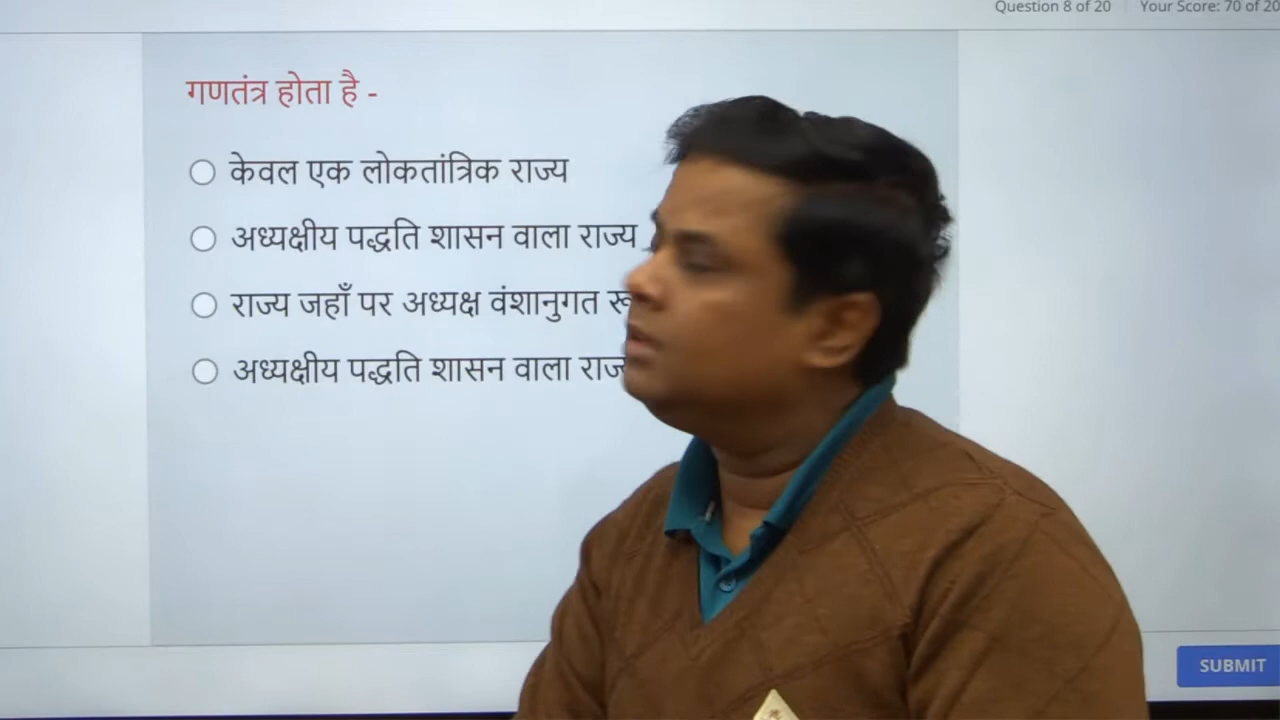 Question 8 of 20
Your Score: 70 of 20
गणतंत्र होता है -
केवल एक लोकतांत्रिक राज्य
अध्यक्षीय पद्धति शासन वाला राज्य
राज्य जहाँ पर अध्यक्ष वंशानुगत
अध्यक्षीय पद्धति शासन वाला
SUBMIT